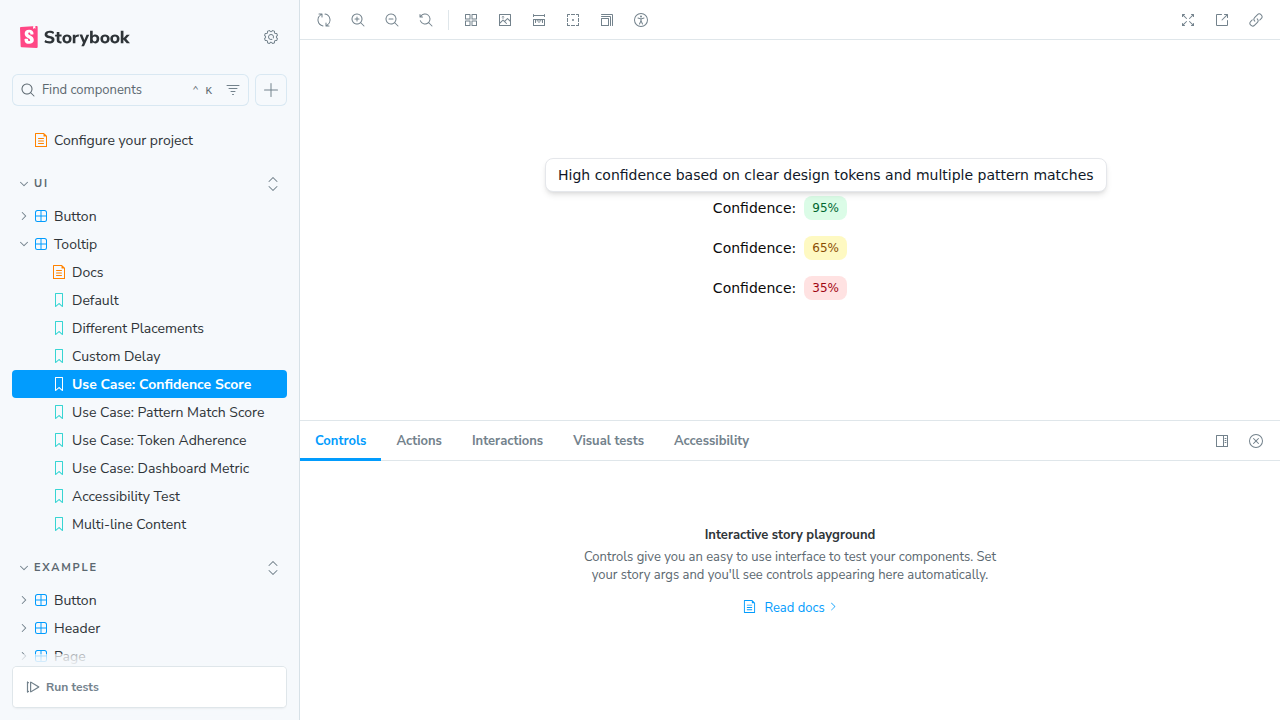 Storybook
Find components
^ K
Configure your project
UI
Button
Tooltip
Docs
Default
Different Placements
Custom Delay
Use Case: Confidence Score
Use Case: Pattern Match Score
Use Case: Token Adherence
Use Case: Dashboard Metric
Accessibility Test
Multi-line Content
EXAMPLE
Button
Header
Page
Run tests
High confidence based on clear design tokens and multiple pattern matches
Confidence: 95%
Confidence: 65%
Confidence: 35%
Controls Actions Interactions Visual tests Accessibility
Interactive story playground
Controls give you an easy to use interface to test your components. Set
your story args and you'll see controls appearing here automatically.
Read docs